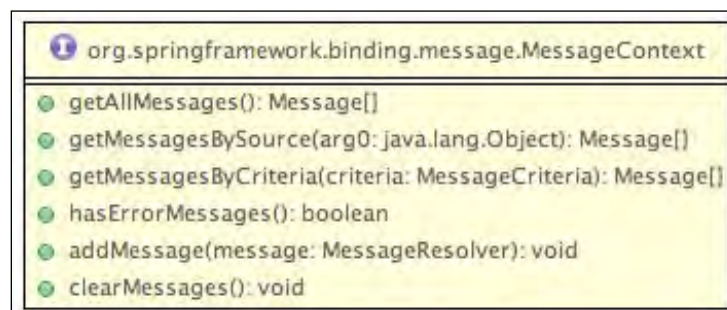 I org.springframework.binding.message.MessageContext
getAllMessages(): Message[]
getMessagesBySource(arg0: java.lang.Object): Message[]
getMessagesByCriteria(criteria: MessageCriteria): Message[]
hasErrorMessages(): boolean
addMessage(message: MessageResolver): void
clearMessages(): void